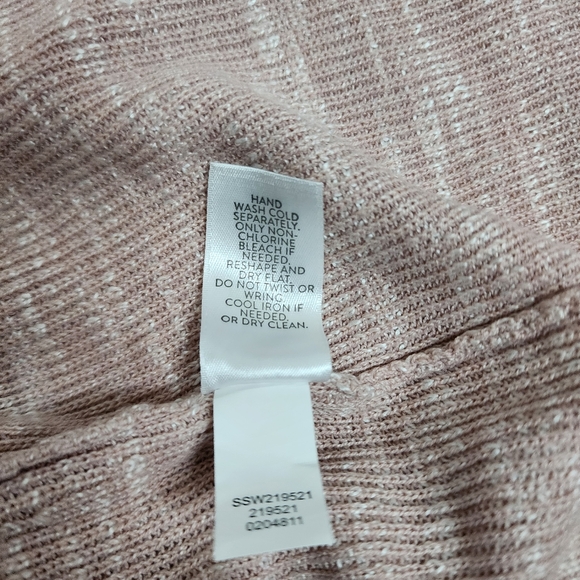 HAND
WASH COLD
SEPARATELY.
ONLY NON-
CHLORINE
BLEACH IF
NEEDED.
RESHAPE AND
DRY FLAT.
DO NOT TWIST OR
WRING.
COOL IRON IF
NEEDED.
OR DRY CLEAN.
SSW219521
219521
0204811